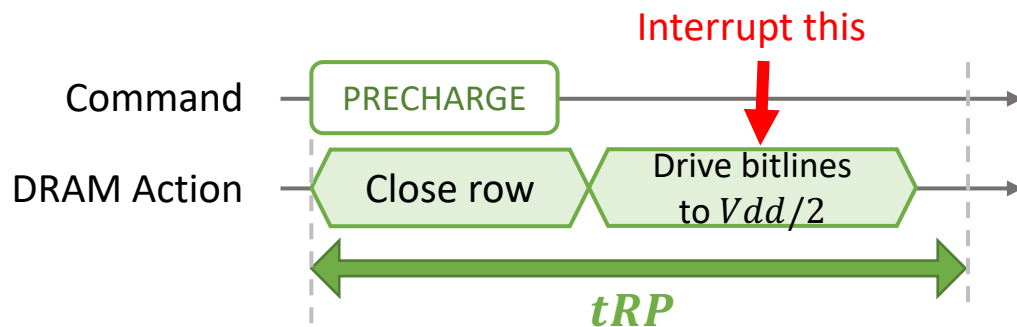 Interrupt this
Command
PRECHARGE
DRAM Action
Close row
Drive bitlines
to Vdd/2
tRP